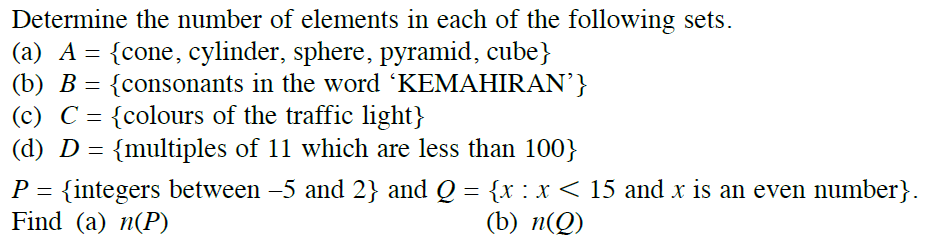 Determine the number of elements in each of the following sets.
(a) A = {cone, cylinder, sphere, pyramid, cube}
(b) B = {consonants in the word ‘KEMAHIRAN’}
(c) C = {colours of the traffic light}
(d) D = {multiples of 11 which are less than 100}
P = {integers between –5 and 2} and Q = {x : x < 15 and x is an even number}.
Find (a) n(P) (b) n(Q)